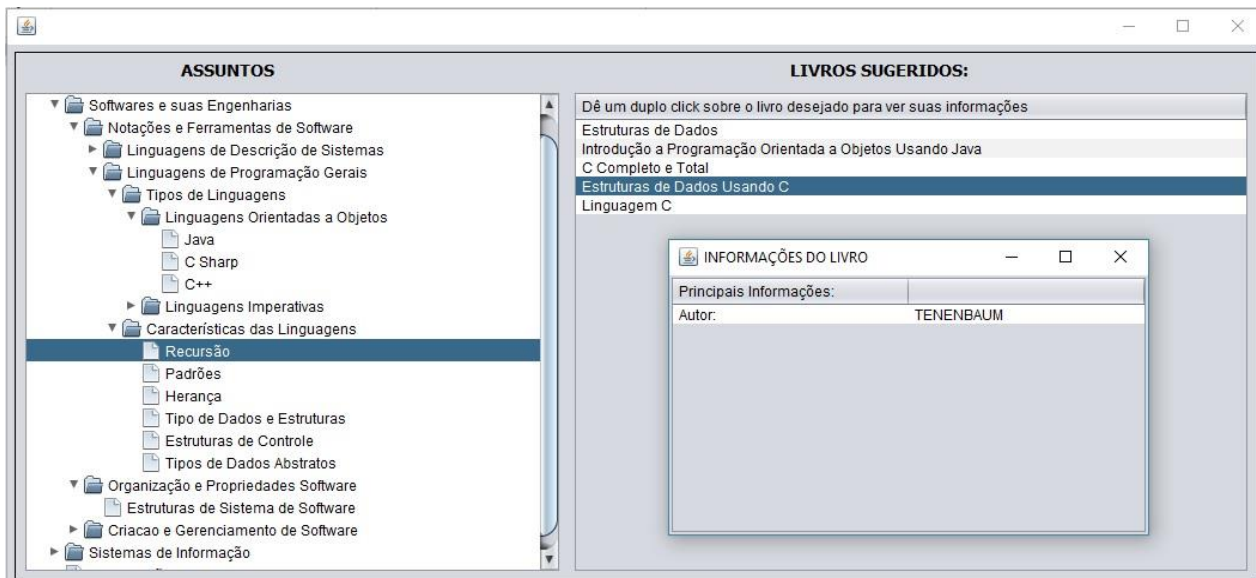 ASSUNTOS
Softwares e suas Engenharias
Notações e Ferramentas de Software
Linguagens de Descrição de Sistemas
Linguagens de Programação Gerais
Tipos de Linguagens
Linguagens Orientadas a Objetos
Java
C Sharp
C++
Linguagens Imperativas
Características das Linguagens
Recursão
Padrões
Herança
Tipo de Dados e Estruturas
Estruturas de Controle
Tipos de Dados Abstratos
Organização e Propriedades Software
Estruturas de Sistema de Software
Criacao e Gerenciamento de Software
Sistemas de Informação
LIVROS SUGERIDOS:
Dê um duplo click sobre o livro desejado para ver suas informações
Estruturas de Dados
Introdução a Programação Orientada a Objetos Usando Java
C Completo e Total
Estruturas de Dados Usando C
Linguagem C
INFORMAÇÕES DO LIVRO
Principais Informações:
Autor: TENENBAUM